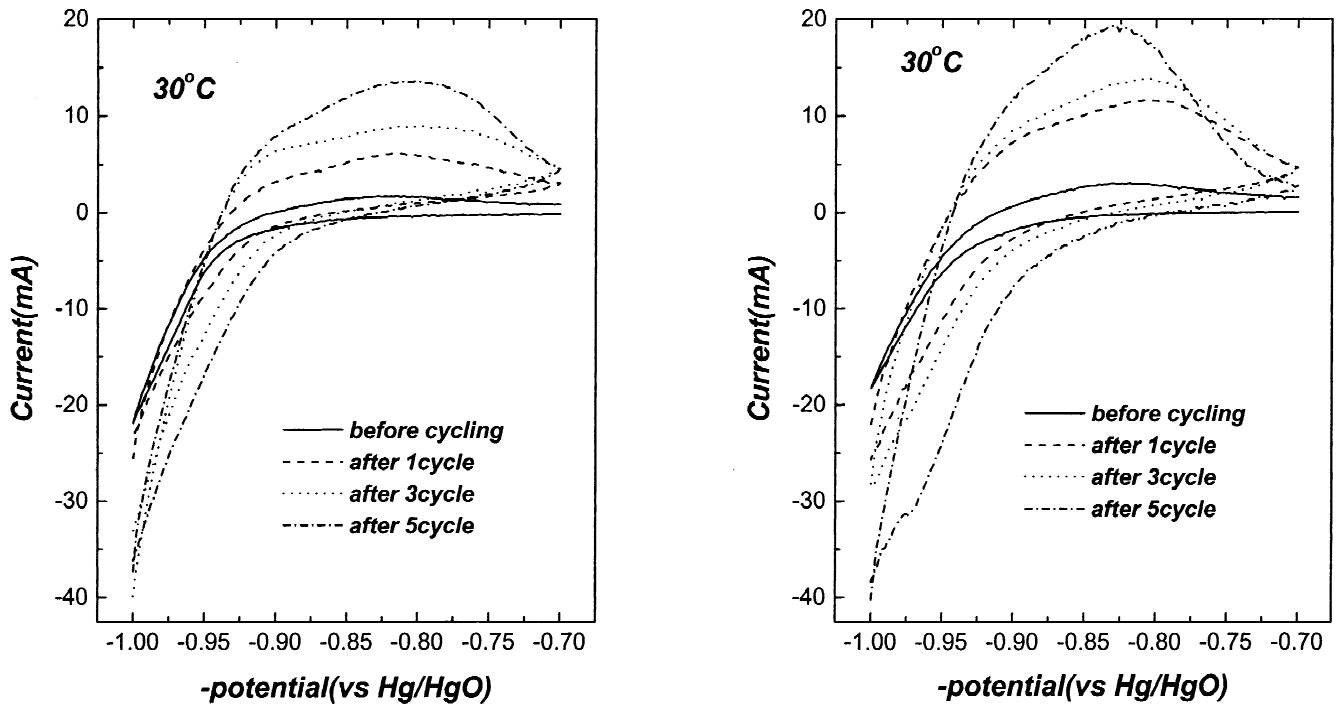 30°C
20
10
0
-10
-20
-30
-40
Current(mA)
before cycling
after 1cycle
after 3cycle
after 5cycle
-1.00 -0.95 -0.90 -0.85 -0.80 -0.75 -0.70
-potential(vs Hg/HgO)
30°C
20
10
0
-10
-20
-30
-40
Current(mA)
before cycling
after 1cycle
after 3cycle
after 5cycle
-1.00 -0.95 -0.90 -0.85 -0.80 -0.75 -0.70
-potential(vs Hg/HgO)